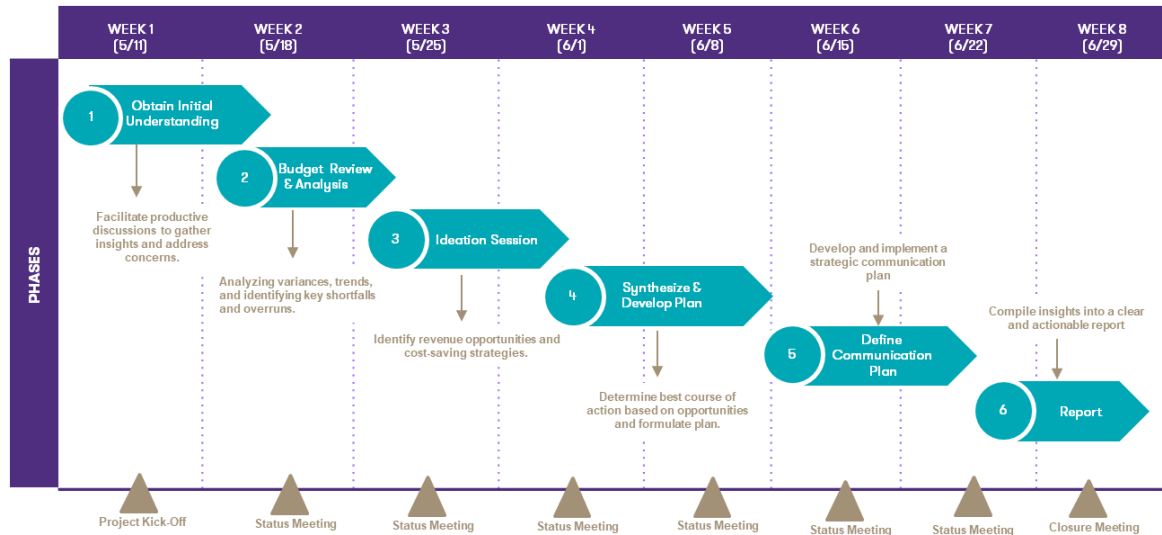 WEEK 1
(5/11)
WEEK 2
(5/18)
WEEK 3
(5/25)
WEEK 4
(6/1)
WEEK 5
(6/8)
WEEK 6
(6/15)
WEEK 7
(6/22)
WEEK 8
(6/29)
PHASES
1
Obtain Initial
Understanding
Facilitate productive
discussions to gather
insights and address
concerns.
2
Budget Review
& Analysis
Analyzing variances, trends,
and identifying key shortfalls
and overruns.
3
Ideation Session
Identify revenue opportunities and
cost-saving strategies.
4
Synthesize &
Develop Plan
Determine best course of
action based on opportunities
and formulate plan.
Develop and implement a
strategic communication
plan
5
Define
Communication
Plan
Compile insights into a clear
and actionable report
6
Report
Project Kick-Off
Status Meeting
Status Meeting
Status Meeting
Status Meeting
Status Meeting
Status Meeting
Closure Meeting